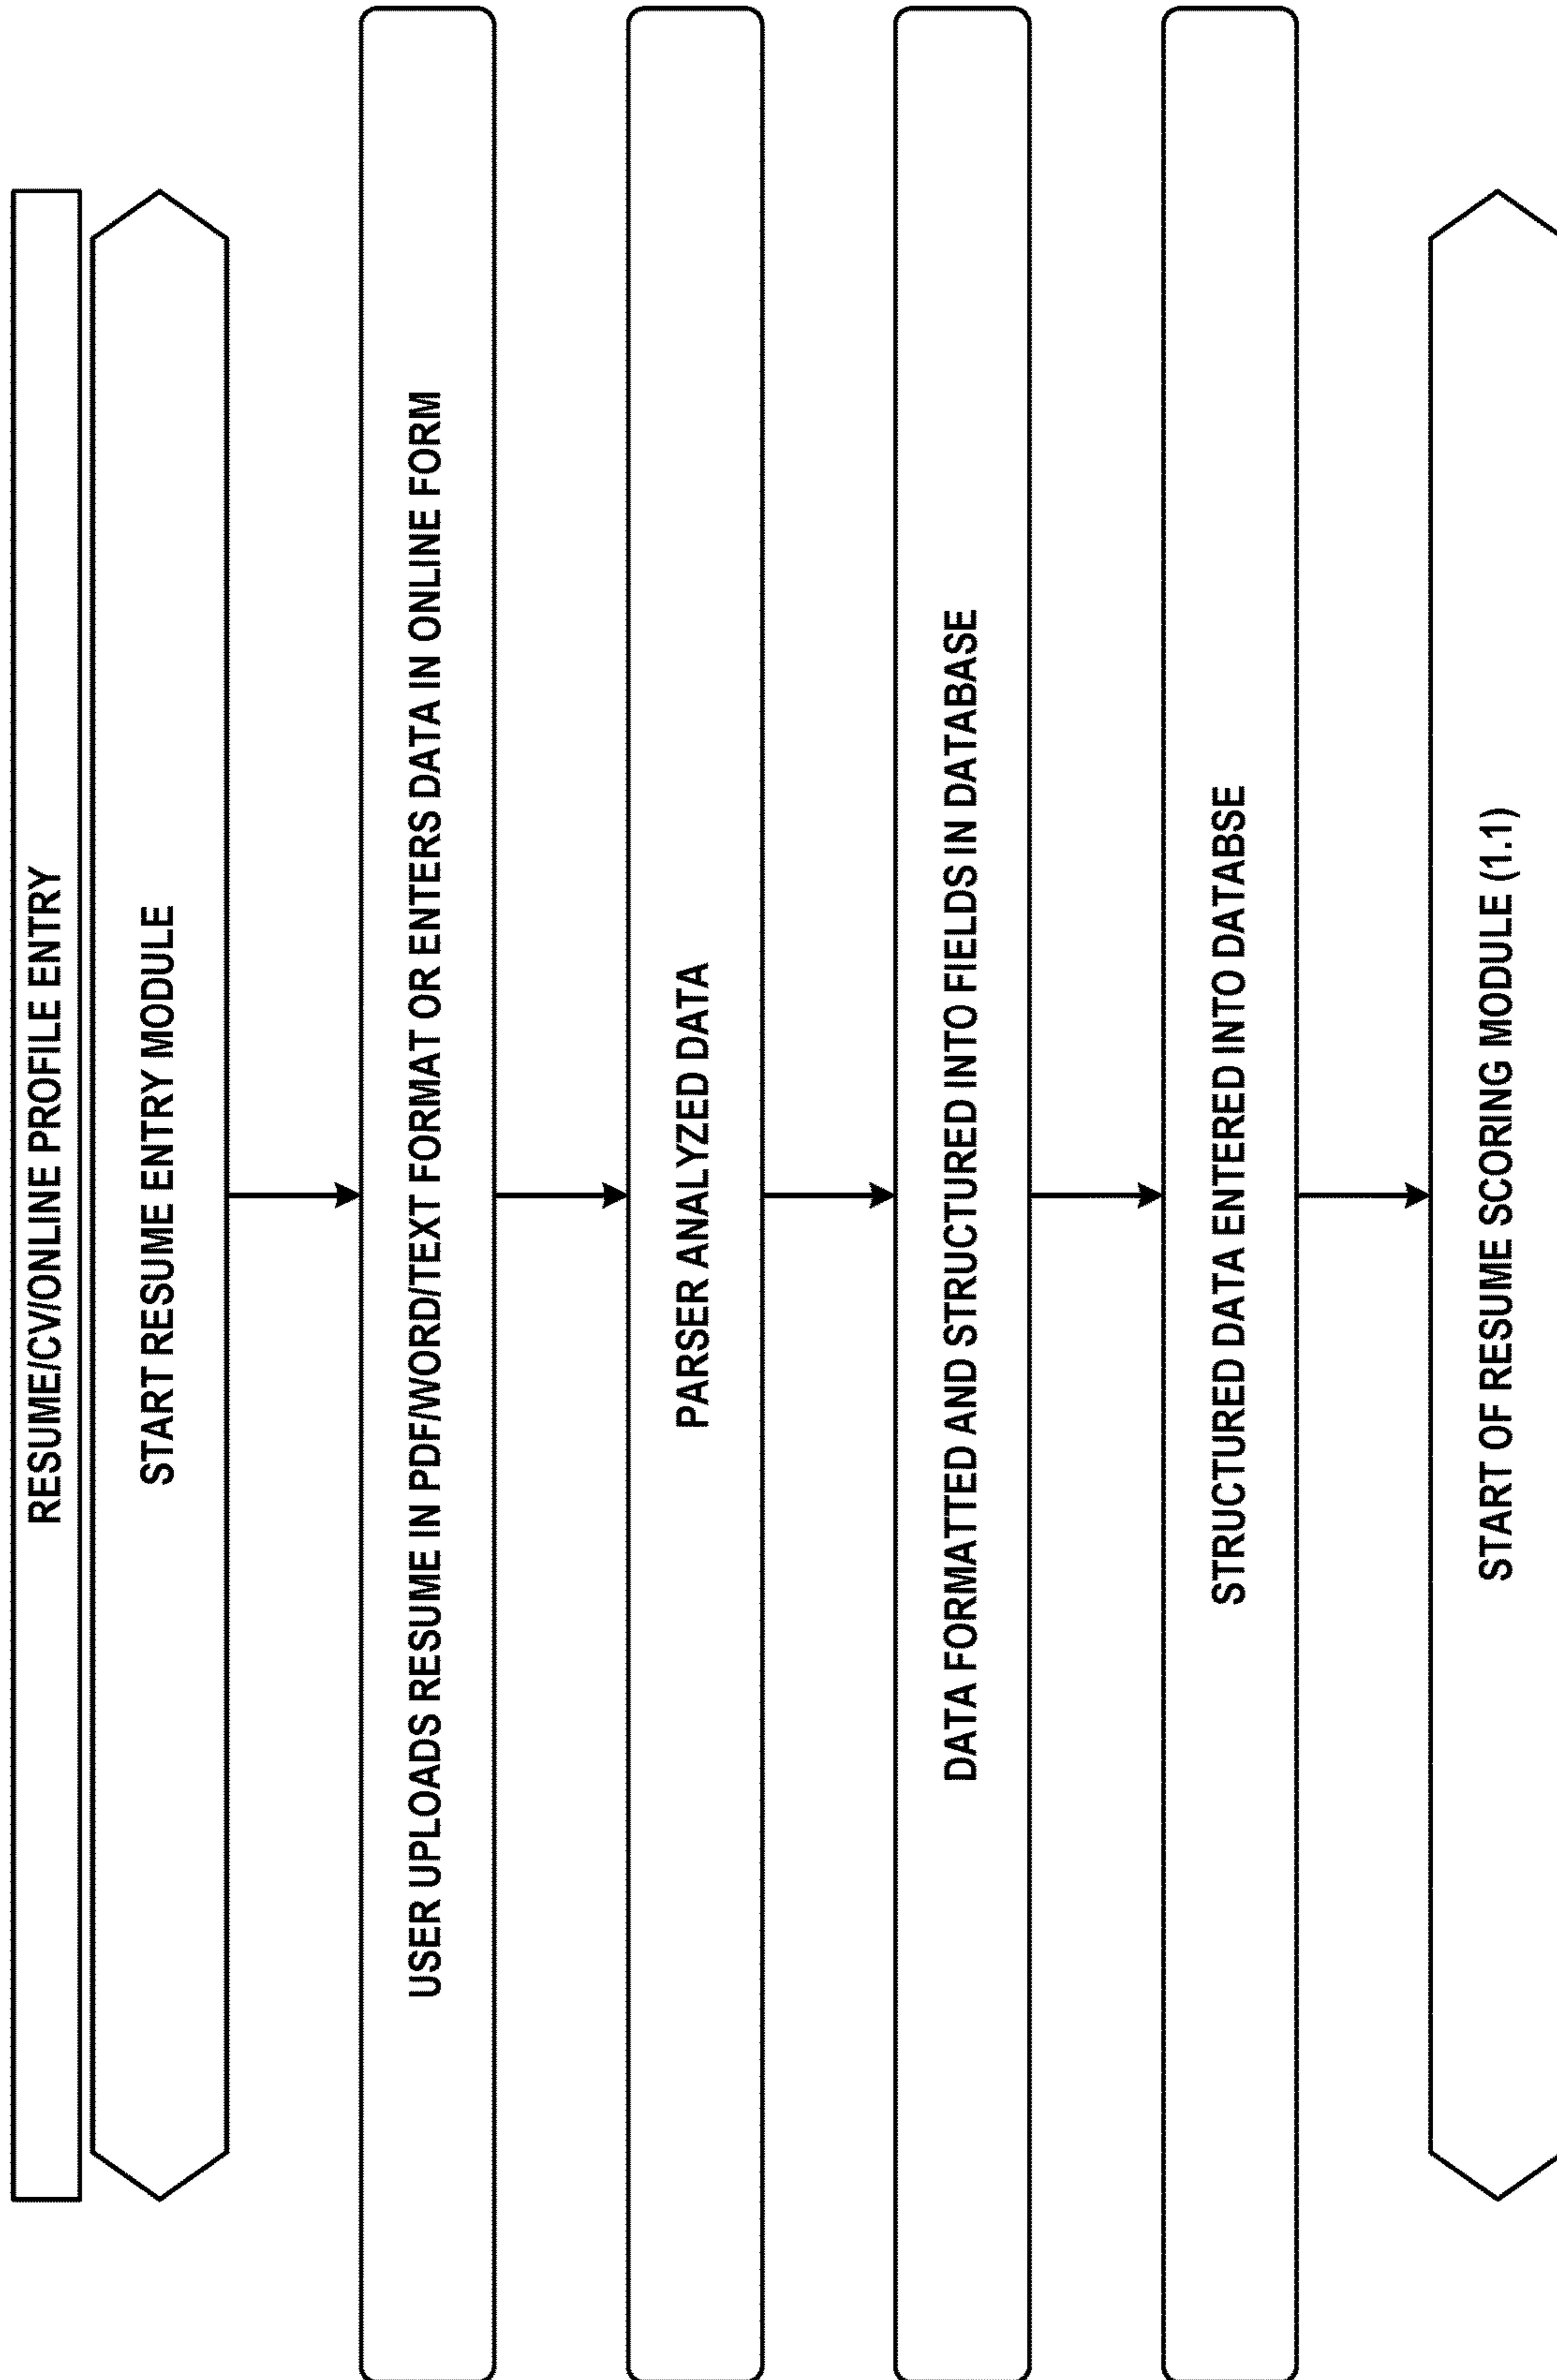 RESUME/CV/ONLINE PROFILE ENTRY
START RESUME ENTRY MODULE
USER UPLOADS RESUME IN PDF/WORD/TEXT FORMAT OR ENTERS DATA IN ONLINE FORM
PARSER ANALYZED DATA
DATA FORMATTED AND STRUCTURED INTO FIELDS IN DATABASE
STRUCTURED DATA ENTERED INTO DATABSE
START OF RESUME SCORING MODULE (1.1)